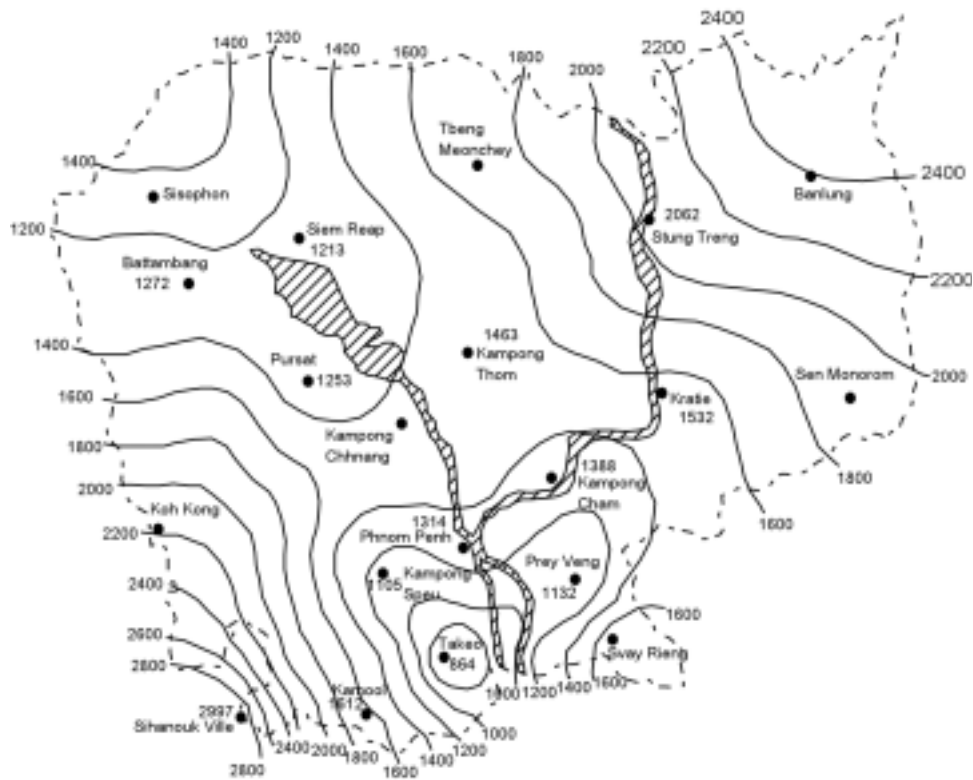 2400
1400
1200
1400
1600
1800
2000
2200
2400
Tbeng
Meonchey
1400
Sisophon
Banlung
2400
1200
Siem Reap
1213
2062
Stung Treng
Battambang
1272
2200
2200
1400
1463
Kampong
Thom
Pursat
1253
Sen Monorom
2000
1600
Kratie
1532
Kampong
Chhnang
1800
1388
Kampong
Cham
1800
2000
1600
Koh Kong
1314
Phnom Penh
2200
Prey Veng
1132
Kampong
Speu
1105
2400
1600
2600
Takeo
864
Svay Rieng
2800
1000
1200
1400
1600
1612
2997
Sihanouk Ville
1000
1200
1400
1600
1800
2000
2400
2800